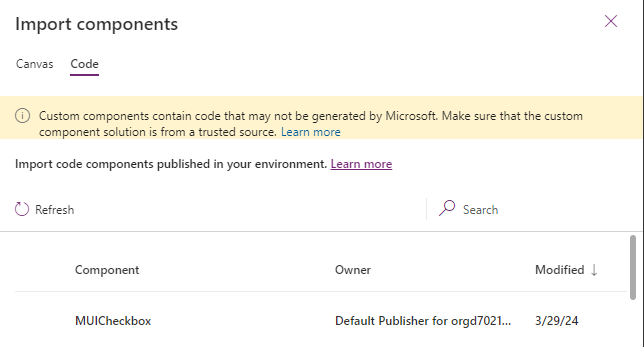 Import components
Canvas Code
Custom components contain code that may not be generated by Microsoft. Make sure that the custom
component solution is from a trusted source. Learn more
Import code components published in your environment. Learn more
Refresh Search
Component Owner Modified
MUICheckbox Default Publisher for orgd7021... 3/29/24